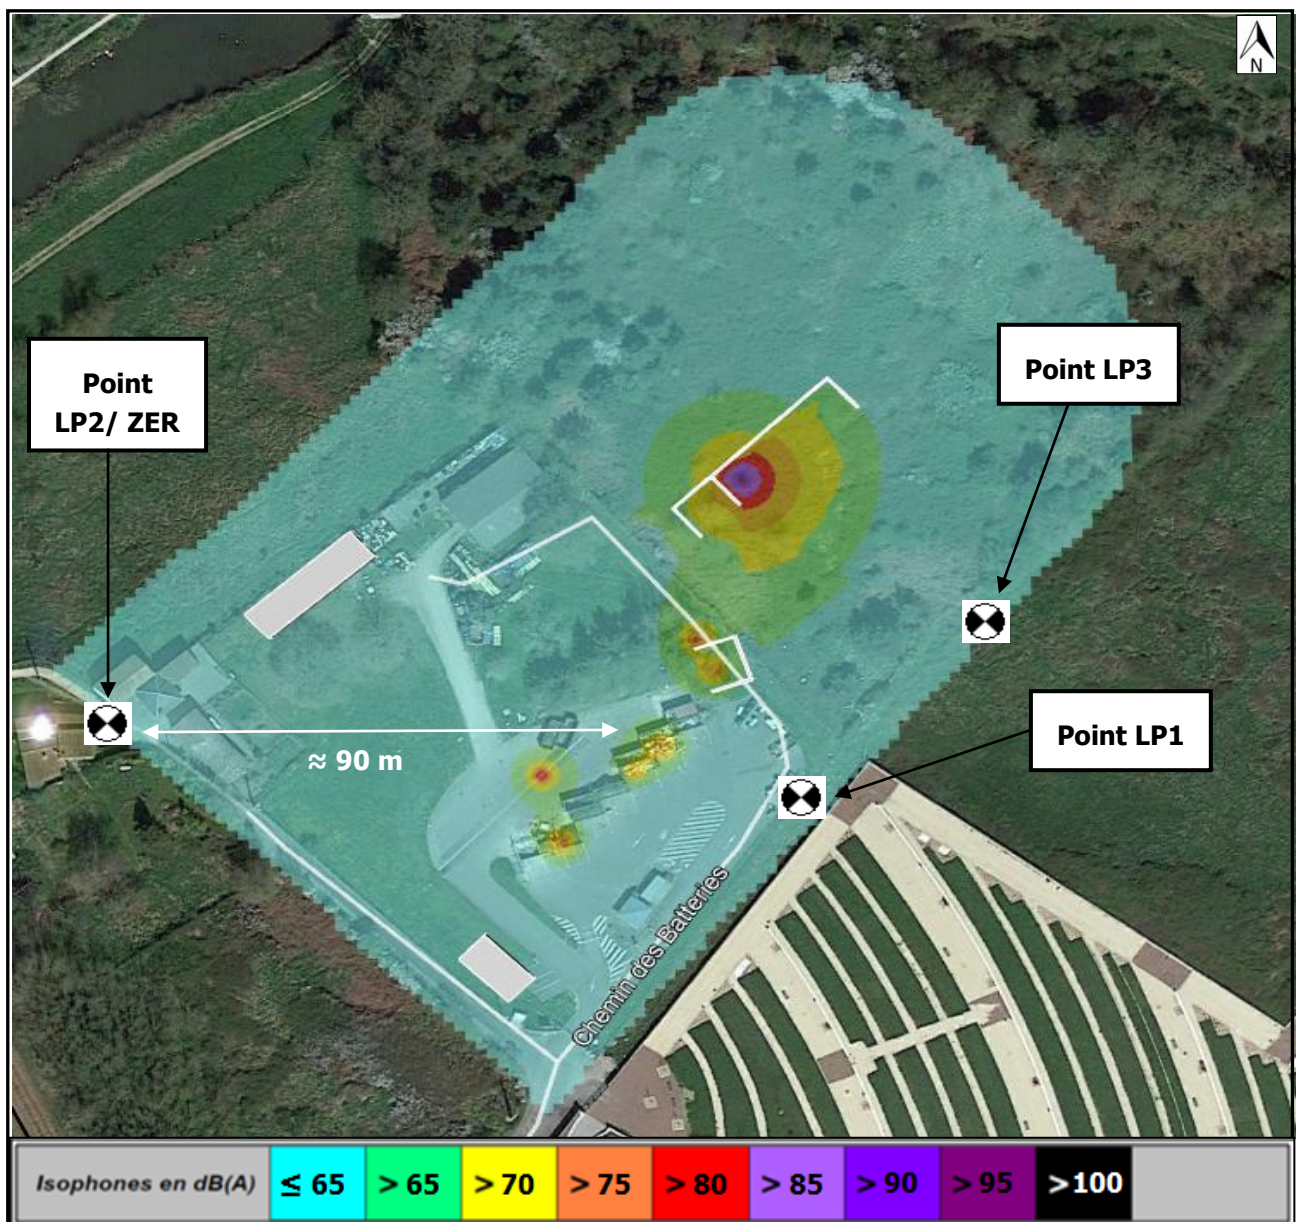 N
Point LP3
Point
LP2/ ZER
Point LP1
≈ 90 m
Chemin des Batteries
Isophones en dB(A) ≤ 65 > 65 > 70 > 75 > 80 > 85 > 90 > 95 > 100